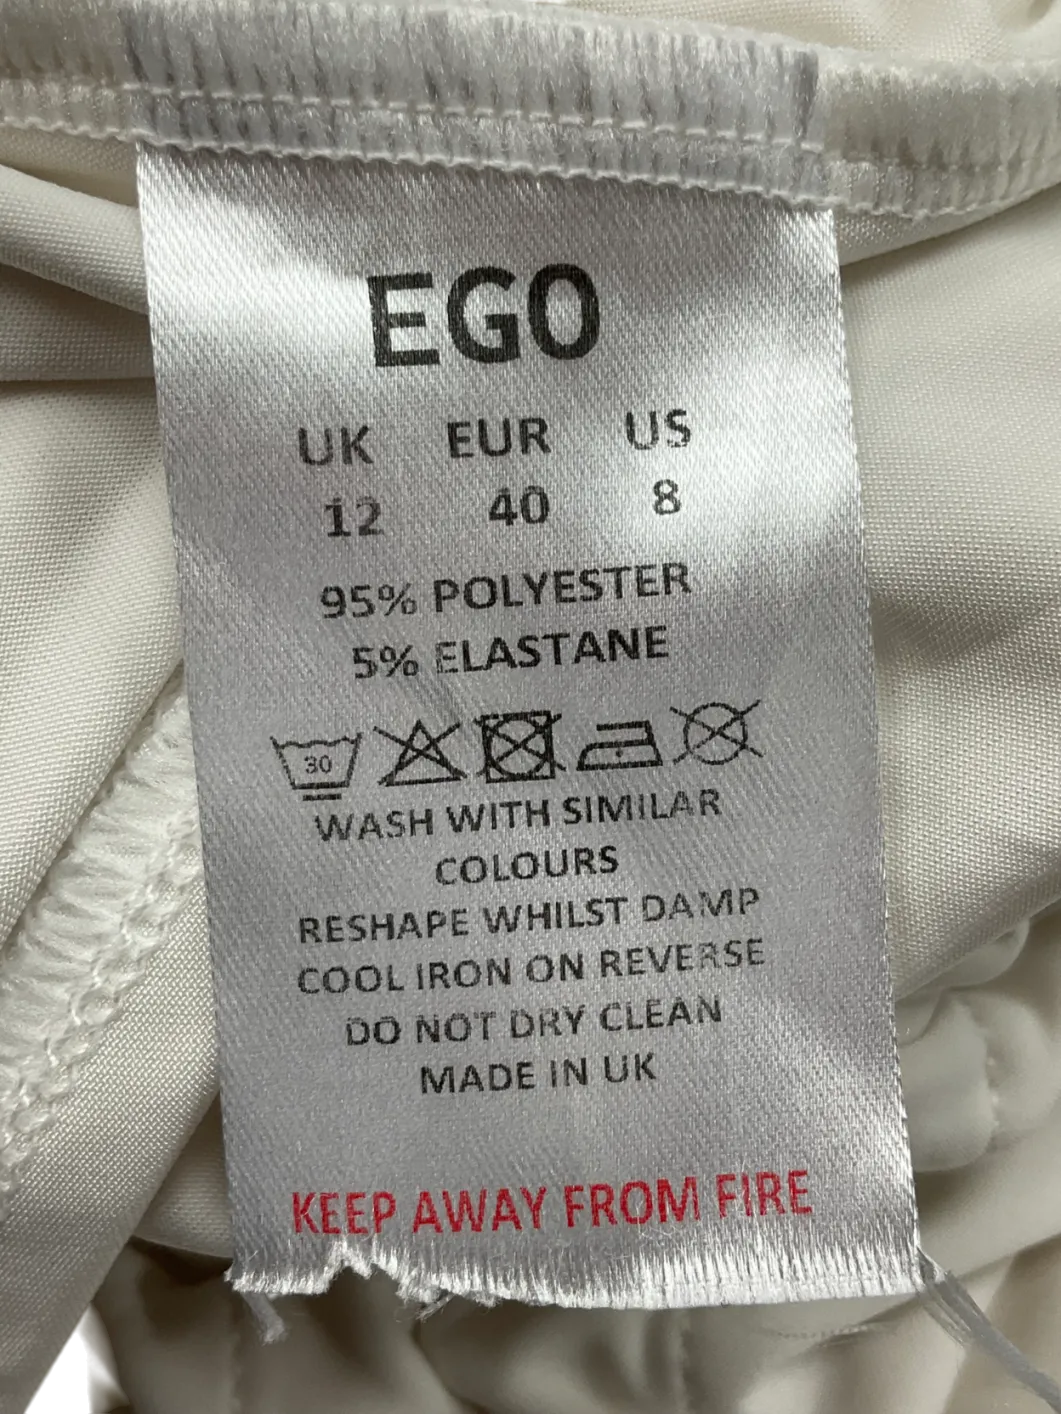 EGO
UK EUR US
12 40 8
95% POLYESTER
5% ELASTANE
30
WASH WITH SIMILAR
COLOURS
RESHAPE WHILST DAMP
COOL IRON ON REVERSE
DO NOT DRY CLEAN
MADE IN UK
KEEP AWAY FROM FIRE